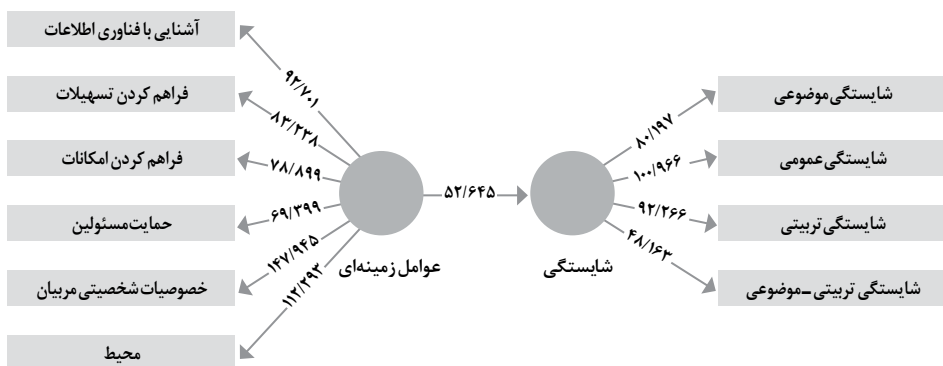 آشنایی با فناوری اطلاعات
فراهم کردن تسهیلات
فراهم کردن امکانات
حمایت مسئولین
خصوصیات شخصیتی مربیان
محیط
۹۲/۷۰۱
۸۲/۲۳۸
۷۸/۸۹۹
۶۹/۳۹۹
۱۴۷/۹۴۵
۱۱۲/۲۹۳
عوامل زمینه‌ای
۵۲/۶۴۵
شایستگی
۸۰/۱۹۷
۱۰۰/۹۶۶
۹۲/۲۶۶
۴۸/۱۶۳
شایستگی موضوعی
شایستگی عمومی
شایستگی تربیتی
شایستگی تربیتی ـ موضوعی